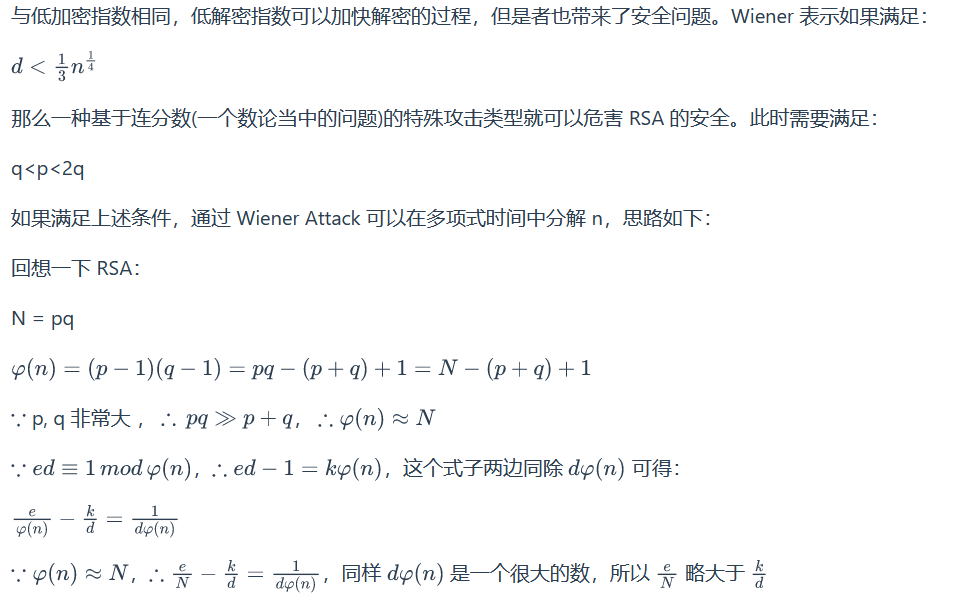 与低加密指数相同，低解密指数可以加快解密的过程，但是者也带来了安全问题。Wiener 表示如果满足：
$d < \frac{1}{3}n^{\frac{1}{4}}$
那么一种基于连分数(一个数论当中的问题)的特殊攻击类型就可以危害 RSA 的安全。此时需要满足：
q<p<2q
如果满足上述条件，通过 Wiener Attack 可以在多项式时间中分解 n，思路如下：
回想一下 RSA：
N = pq
$\varphi(n) = (p-1)(q-1) = pq - (p+q) + 1 = N - (p+q) + 1$
∵ p, q 非常大 ，∴ $pq \gg p+q$，∴ $\varphi(n) \approx N$
∵ $ed \equiv 1\,mod\,\varphi(n)$，∴ $ed - 1 = k\varphi(n)$，这个式子两边同除 $d\varphi(n)$ 可得：
$\frac{e}{\varphi(n)} - \frac{k}{d} = \frac{1}{d\varphi(n)}$
∵ $\varphi(n) \approx N$，∴ $\frac{e}{N} - \frac{k}{d} = \frac{1}{d\varphi(n)}$，同样 $d\varphi(n)$ 是一个很大的数，所以 $\frac{e}{N}$ 略大于 $\frac{k}{d}$